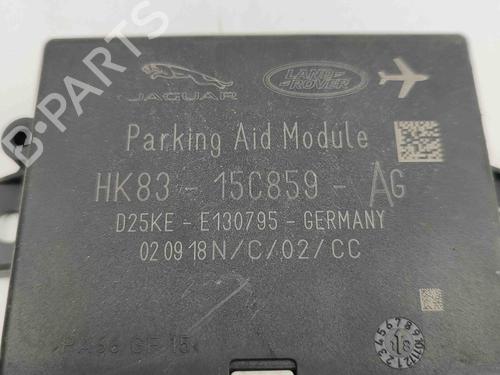 JAGUAR
LAND ROVER
Parking Aid Module
HK83 - 15C859 - AG
D25KE - E130795 - GERMANY
020918N/C/02/CC
B-PARTS